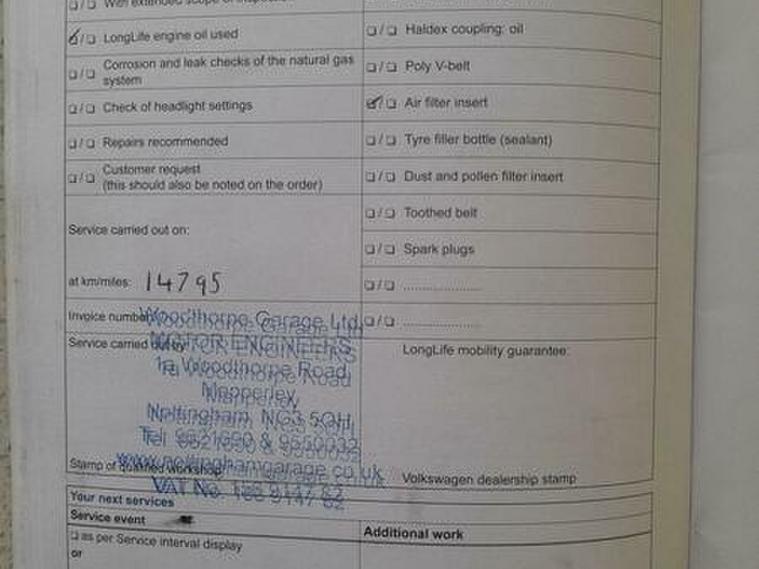 With extended scope of
LongLife engine oil used
Corrosion and leak checks of the natural gas
system
Check of headlight settings
Repairs recommended
Customer request
(this should also be noted on the order)
Service carried out on:
at km/miles: 14795
Invoice number
Woodthorpe Garage Ltd
Service carried out by
MOTOR ENGINEERS
1a Woodthorpe Road
Mapperley
Nottingham NG3 5QH
Tel &
Stamp of qualified workshop
www.nottinghamgarage.co.uk
VAT No.
Haldex coupling: oil
Poly V-belt
Air filter insert
Tyre filler bottle (sealant)
Dust and pollen filter insert
Toothed belt
Spark plugs
LongLife mobility guarantee:
Volkswagen dealership stamp
Your next services
Service event
Additional work
as per Service interval display
or